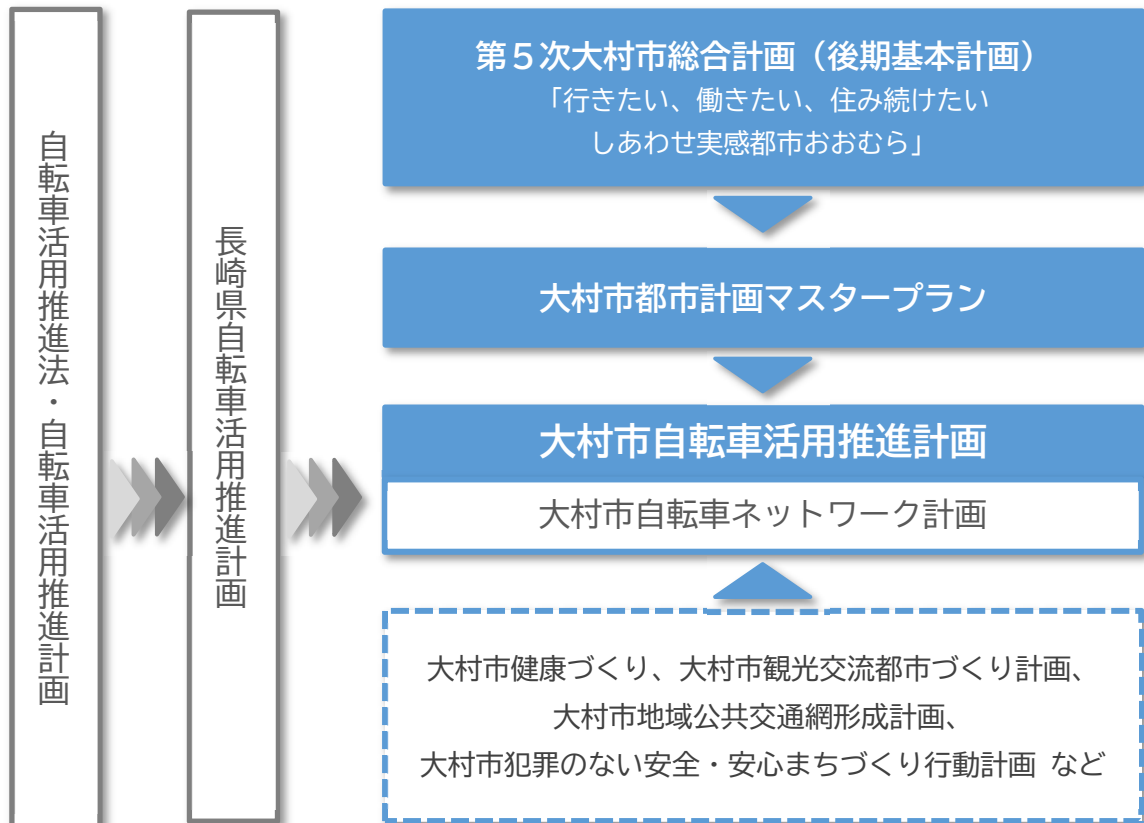 自転車活用推進法・自転車活用推進計画
長崎県自転車活用推進計画
第５次大村市総合計画（後期基本計画）
「行きたい、働きたい、住み続けたい
しあわせ実感都市おおむら」
大村市都市計画マスタープラン
大村市自転車活用推進計画
大村市自転車ネットワーク計画
大村市健康づくり、大村市観光交流都市づくり計画、
大村市地域公共交通網形成計画、
大村市犯罪のない安全・安心まちづくり行動計画 など